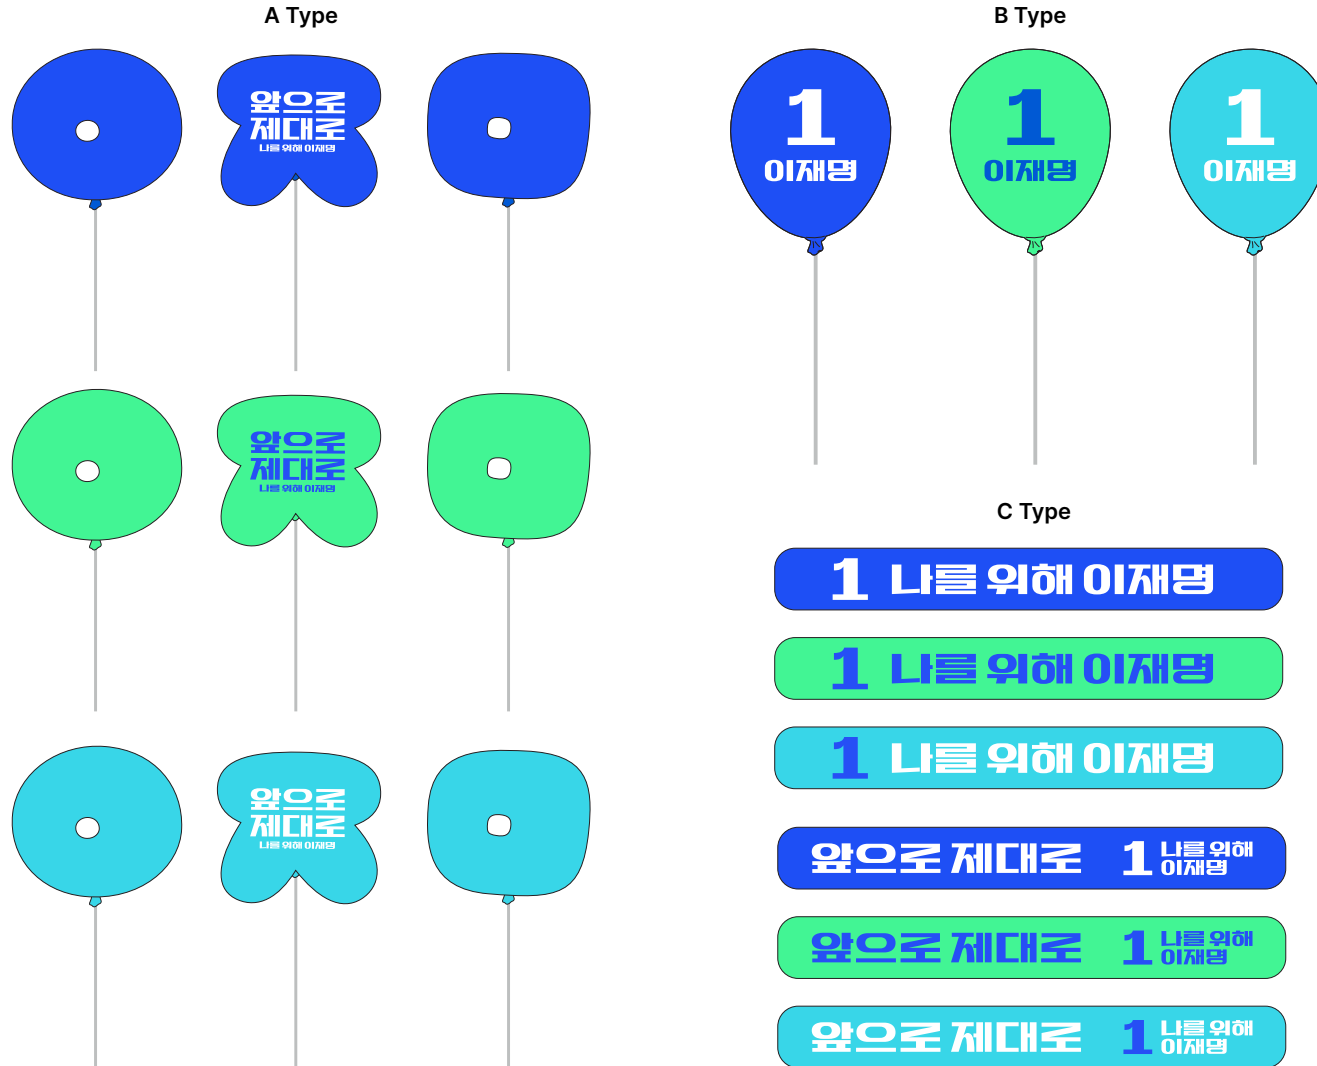 A Type
앞으로
제대로
나를 위해 이재명
앞으로
제대로
나를 위해 이재명
앞으로
제대로
나를 위해 이재명
B Type
1
이재명
1
이재명
1
이재명
C Type
1 나를 위해 이재명
1 나를 위해 이재명
1 나를 위해 이재명
앞으로 제대로 1 나를 위해
이재명
앞으로 제대로 1 나를 위해
이재명
앞으로 제대로 1 나를 위해
이재명